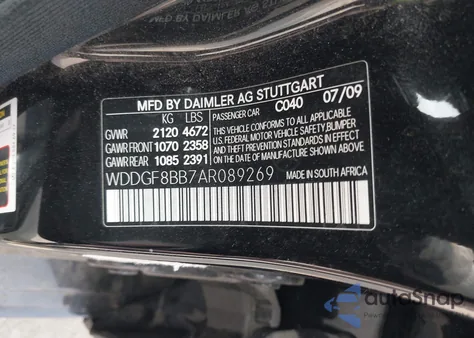 MFD BY DAIMLER AG STUTTGART
KG LBS PASSENGER CAR C040 07/09
GVWR 2120 4672 THIS VEHICLE CONFORMS TO ALL APPLICABLE
GAWR FRONT 1070 2358 U.S. FEDERAL MOTOR VEHICLE SAFETY, BUMPER,
GAWR REAR 1085 2391 AND THEFT PREVENTION STANDARDS IN EFFECT
ON THE DATE OF MANUFACTURE SHOWN ABOVE.
WDDGF8BB7AR089269 MADE IN SOUTH AFRICA
autoSnap